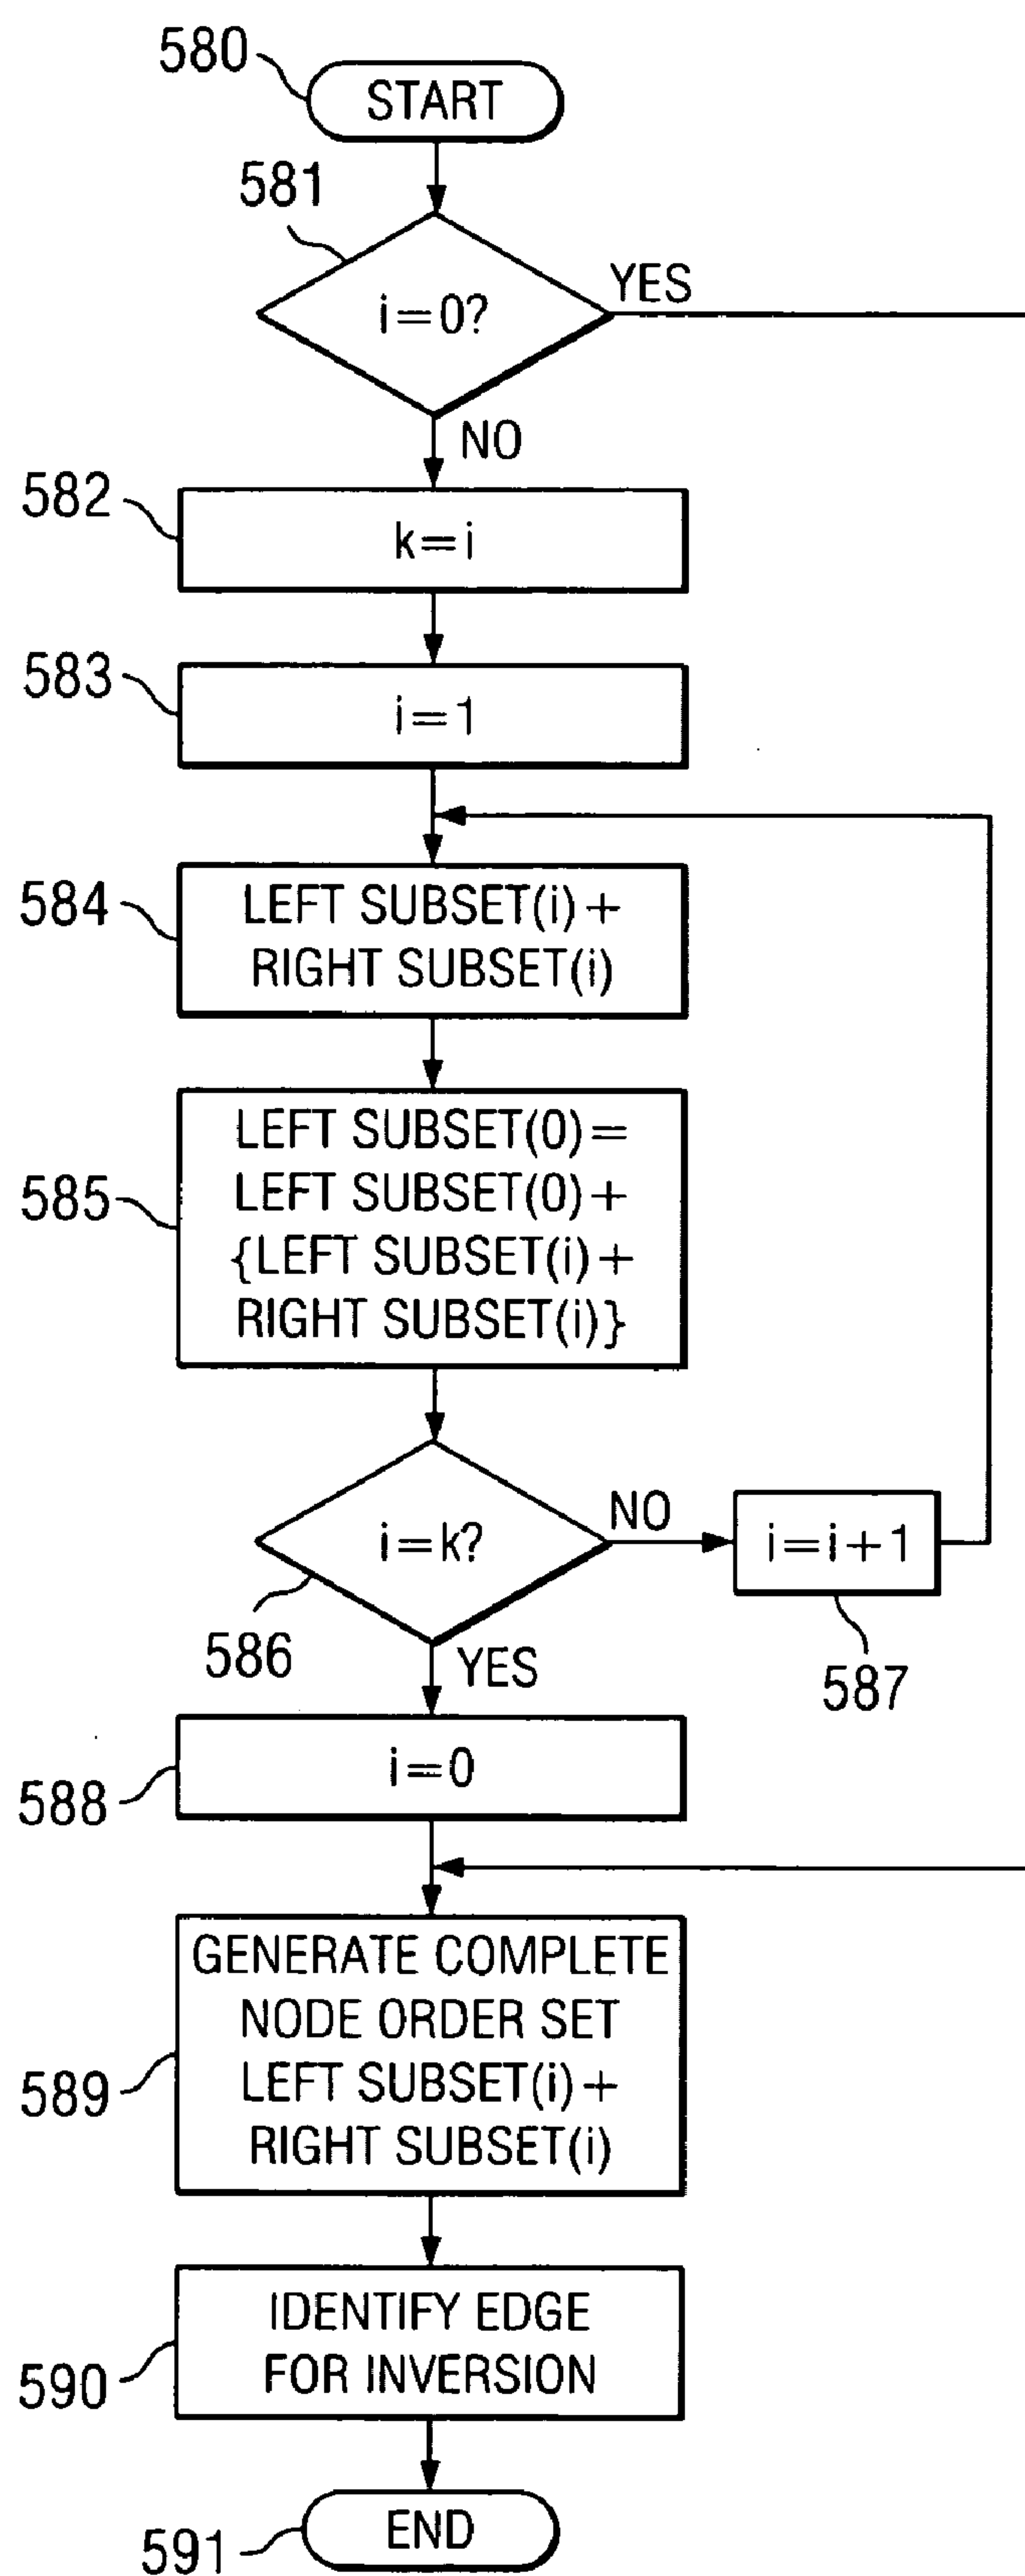 580
START
581
i=0?
YES
NO
582
k=i
583
i=1
584
LEFT SUBSET(i)+
RIGHT SUBSET(i)
585
LEFT SUBSET(0)=
LEFT SUBSET(0)+
{LEFT SUBSET(i)+
RIGHT SUBSET(i)}
i=k?
NO
i=i+1
586
YES
587
588
i=0
589
GENERATE COMPLETE
NODE ORDER SET
LEFT SUBSET(i)+
RIGHT SUBSET(i)
590
IDENTIFY EDGE
FOR INVERSION
591
END